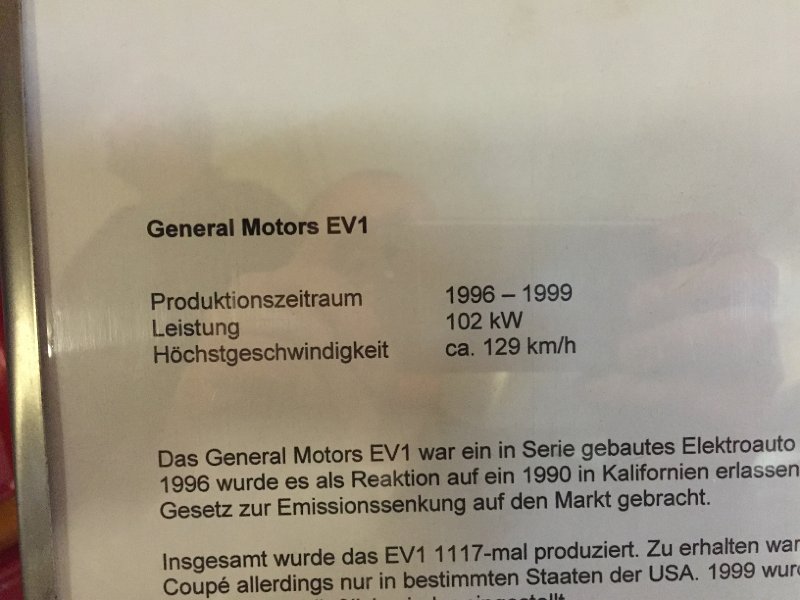 General Motors EV1
Produktionszeitraum 1996 – 1999
Leistung 102 kW
Höchstgeschwindigkeit ca. 129 km/h
Das General Motors EV1 war ein in Serie gebautes Elektroauto
1996 wurde es als Reaktion auf ein 1990 in Kalifornien erlassen
Gesetz zur Emissionssenkung auf den Markt gebracht.
Insgesamt wurde das EV1 1117-mal produziert. Zu erhalten war
Coupé allerdings nur in bestimmten Staaten der USA. 1999 wurd